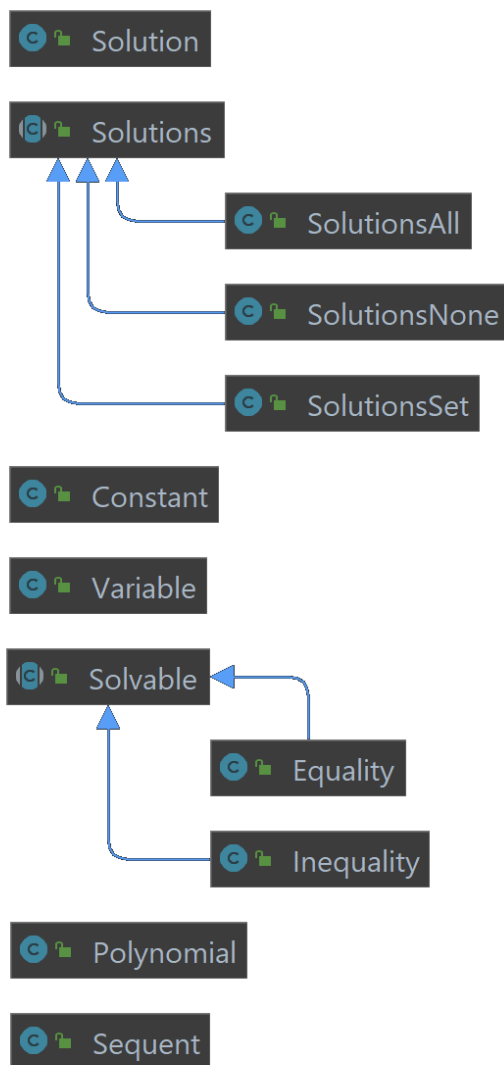 Solution
Solutions
SolutionsAll
SolutionsNone
SolutionsSet
Constant
Variable
Solvable
Equality
Inequality
Polynomial
Sequent